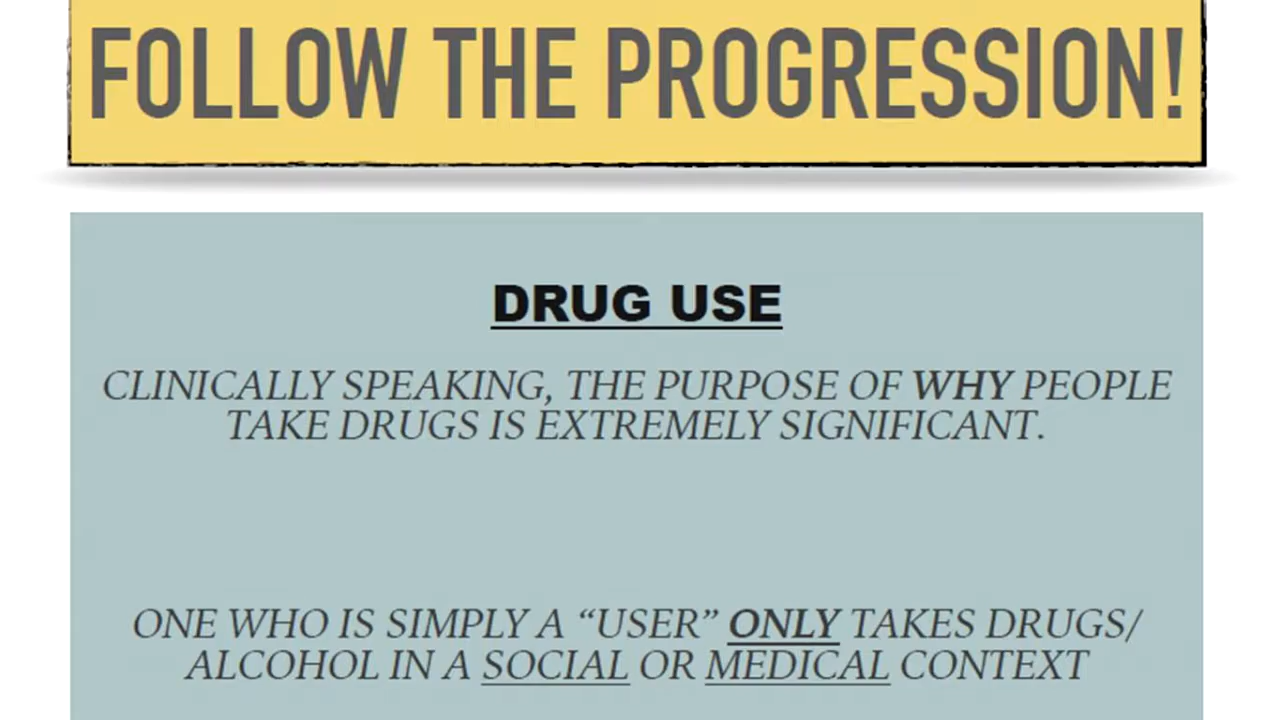 FOLLOW THE PROGRESSION!
DRUG USE
CLINICALLY SPEAKING, THE PURPOSE OF WHY PEOPLE
TAKE DRUGS IS EXTREMELY SIGNIFICANT.
ONE WHO IS SIMPLY A “USER” ONLY TAKES DRUGS/
ALCOHOL IN A SOCIAL OR MEDICAL CONTEXT